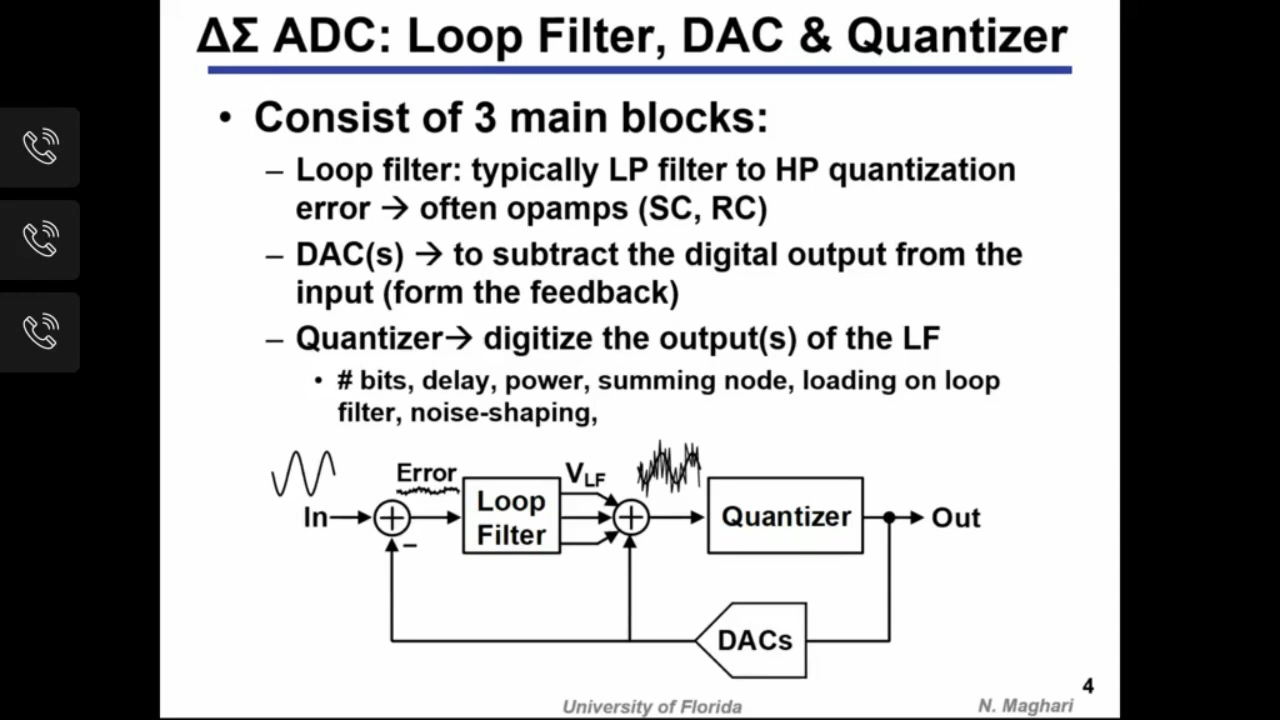 ΔΣ ADC: Loop Filter, DAC & Quantizer
• Consist of 3 main blocks:
– Loop filter: typically LP filter to HP quantization
error → often opamps (SC, RC)
– DAC(s) → to subtract the digital output from the
input (form the feedback)
– Quantizer→ digitize the output(s) of the LF
• # bits, delay, power, summing node, loading on loop
filter, noise-shaping,
Error
VLF
In
Loop
Filter
Quantizer
Out
–
DACs
4
University of Florida
N. Maghari